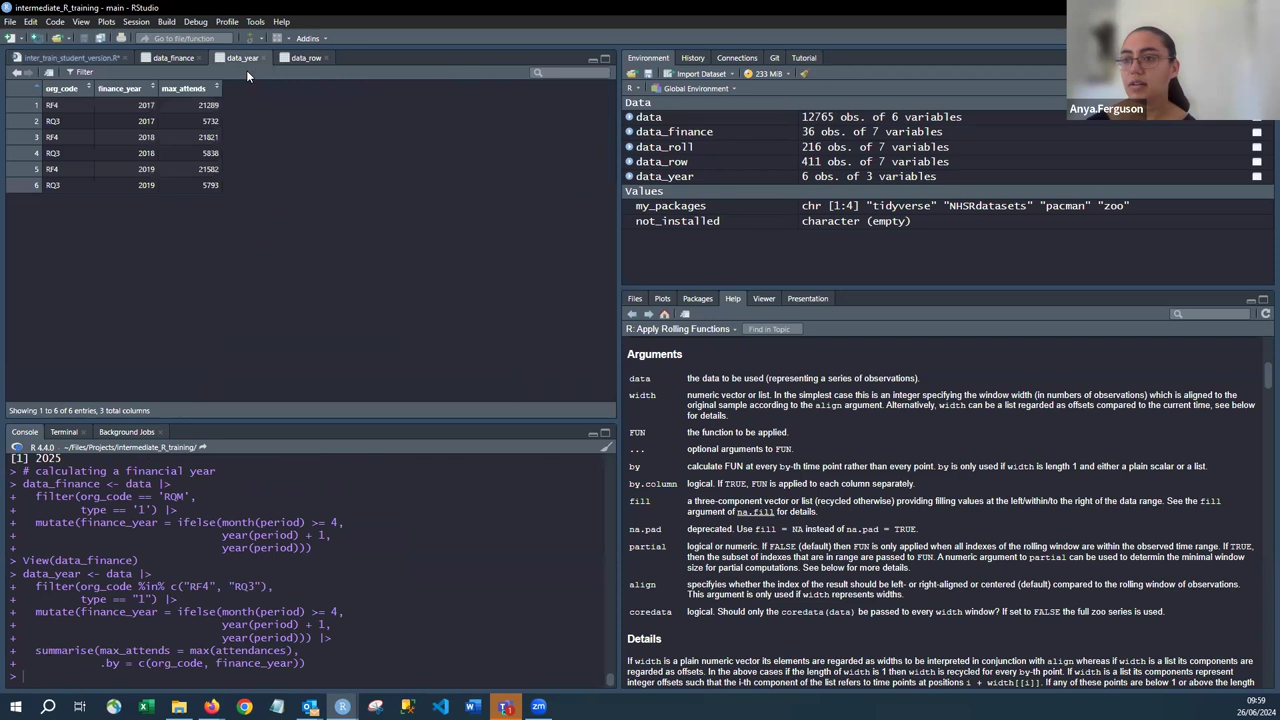 intermediate_R_training - main - RStudio
File Edit Code View Plots Session Build Debug Profile Tools Help
Go to file/function Addins
inter_train_student_version.R* data_finance data_year data_row
Filter
org_code finance_year max_attends
1 RF4 2017 21289
2 RQ3 2017 5732
3 RF4 2018 21821
4 RQ3 2018 5838
5 RF4 2019 21582
6 RQ3 2019 5793
Showing 1 to 6 of 6 entries, 3 total columns
Console Terminal Background Jobs
R 4.4.0 · ~/Files/Projects/intermediate_R_training/
[1] 2025
> # calculating a financial year
> data_finance <- data |>
+ filter(org_code == 'RQM',
+ type == '1') |>
+ mutate(finance_year = ifelse(month(period) >= 4,
+ year(period) + 1,
+ year(period)))
> View(data_finance)
> data_year <- data |>
+ filter(org_code %in% c("RF4", "RQ3"),
+ type == "1") |>
+ mutate(finance_year = ifelse(month(period) >= 4,
+ year(period) + 1,
+ year(period))) |>
+ summarise(max_attends = max(attendances),
+ .by = c(org_code, finance_year))
>
Environment History Connections Git Tutorial
Import Dataset 233 MiB
R Global Environment
Data
data 12765 obs. of 6 variables
data_finance 36 obs. of 7 variables
data_roll 216 obs. of 7 variables
data_row 411 obs. of 7 variables
data_year 6 obs. of 3 variables
Values
my_packages chr [1:4] "tidyverse" "NHSRdatasets" "pacman" "zoo"
not_installed character (empty)
Files Plots Packages Help Viewer Presentation
R: Apply Rolling Functions Find in Topic
Arguments
data the data to be used (representing a series of observations).
width numeric vector or list. In the simplest case this is an integer specifying the window width (in numbers of observations) which is aligned to the
original sample according to the align argument. Alternatively, width can be a list regarded as offsets compared to the current time, see below
for details.
FUN the function to be applied.
... optional arguments to FUN.
by calculate FUN at every by-th time point rather than every point. by is only used if width is length 1 and either a plain scalar or a list.
by.column logical. If TRUE, FUN is applied to each column separately.
fill a three-component vector or list (recycled otherwise) providing filling values at the left/within/to the right of the data range. See the fill
argument of na.fill for details.
na.pad deprecated. Use fill = NA instead of na.pad = TRUE.
partial logical or numeric. If FALSE (default) then FUN is only applied when all indexes of the rolling window are within the observed time range. If TRUE,
then the subset of indexes that are in range are passed to FUN. A numeric argument to partial can be used to determin the minimal window
size for partial computations. See below for more details.
align specifyies whether the index of the result should be left- or right-aligned or centered (default) compared to the rolling window of observations.
This argument is only used if width represents widths.
coredata logical. Should only the coredata(data) be passed to every width window? If set to FALSE the full zoo series is used.
Details
If width is a plain numeric vector its elements are regarded as widths to be interpreted in conjunction with align whereas if width is a list its components
are regarded as offsets. In the above cases if the length of width is 1 then width is recycled for every by-th point. If width is a list its components represent
integer offsets such that the i-th component of the list refers to time points at positions i + width[[i]]. If any of these points are below 1 or above the length
Anya.Ferguson
09:59
26/06/2024